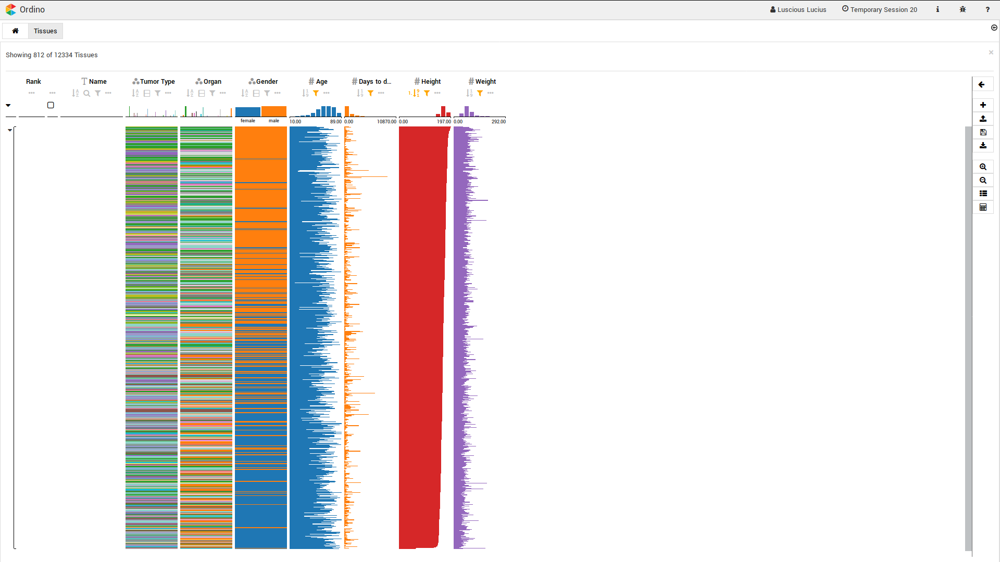 Ordino
Luscious Lucius
Temporary Session 20
Tissues
Showing 812 of 12334 Tissues
Rank
Name
Tumor Type
Organ
Gender
Age
Days to d...
Height
Weight
female male
10.00 89.00
0.00 10870.00
0.00 197.00
0.00 292.00